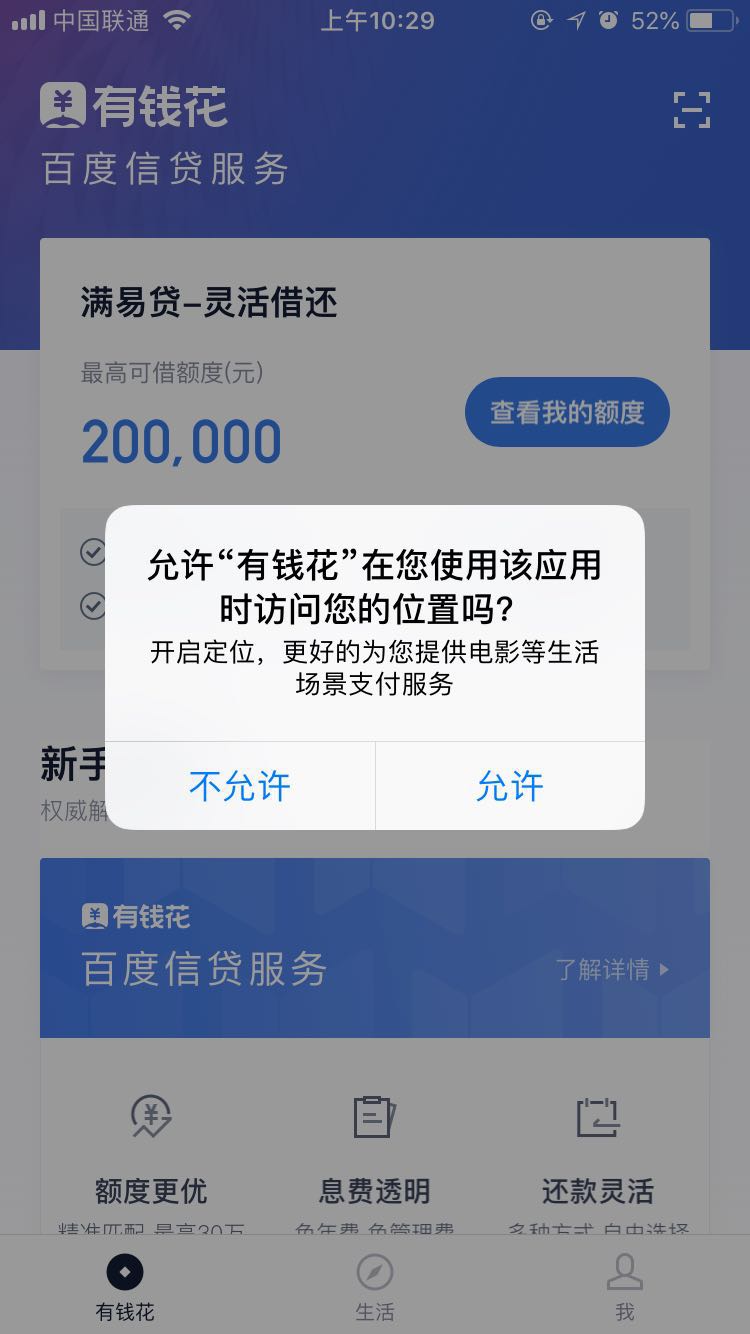 中国联通
上午10:29
52%
有钱花
百度信贷服务
满易贷–灵活借还
最高可借额度(元)
200,000
查看我的额度
允许“有钱花”在您使用该应用
时访问您的位置吗?
开启定位，更好的为您提供电影等生活
场景支付服务
不允许
允许
新手
权威解
有钱花
百度信贷服务
了解详情
额度更优
息费透明
还款灵活
精准匹配 最高30万
免年费 免管理费
多种方式 自由选择
有钱花
生活
我